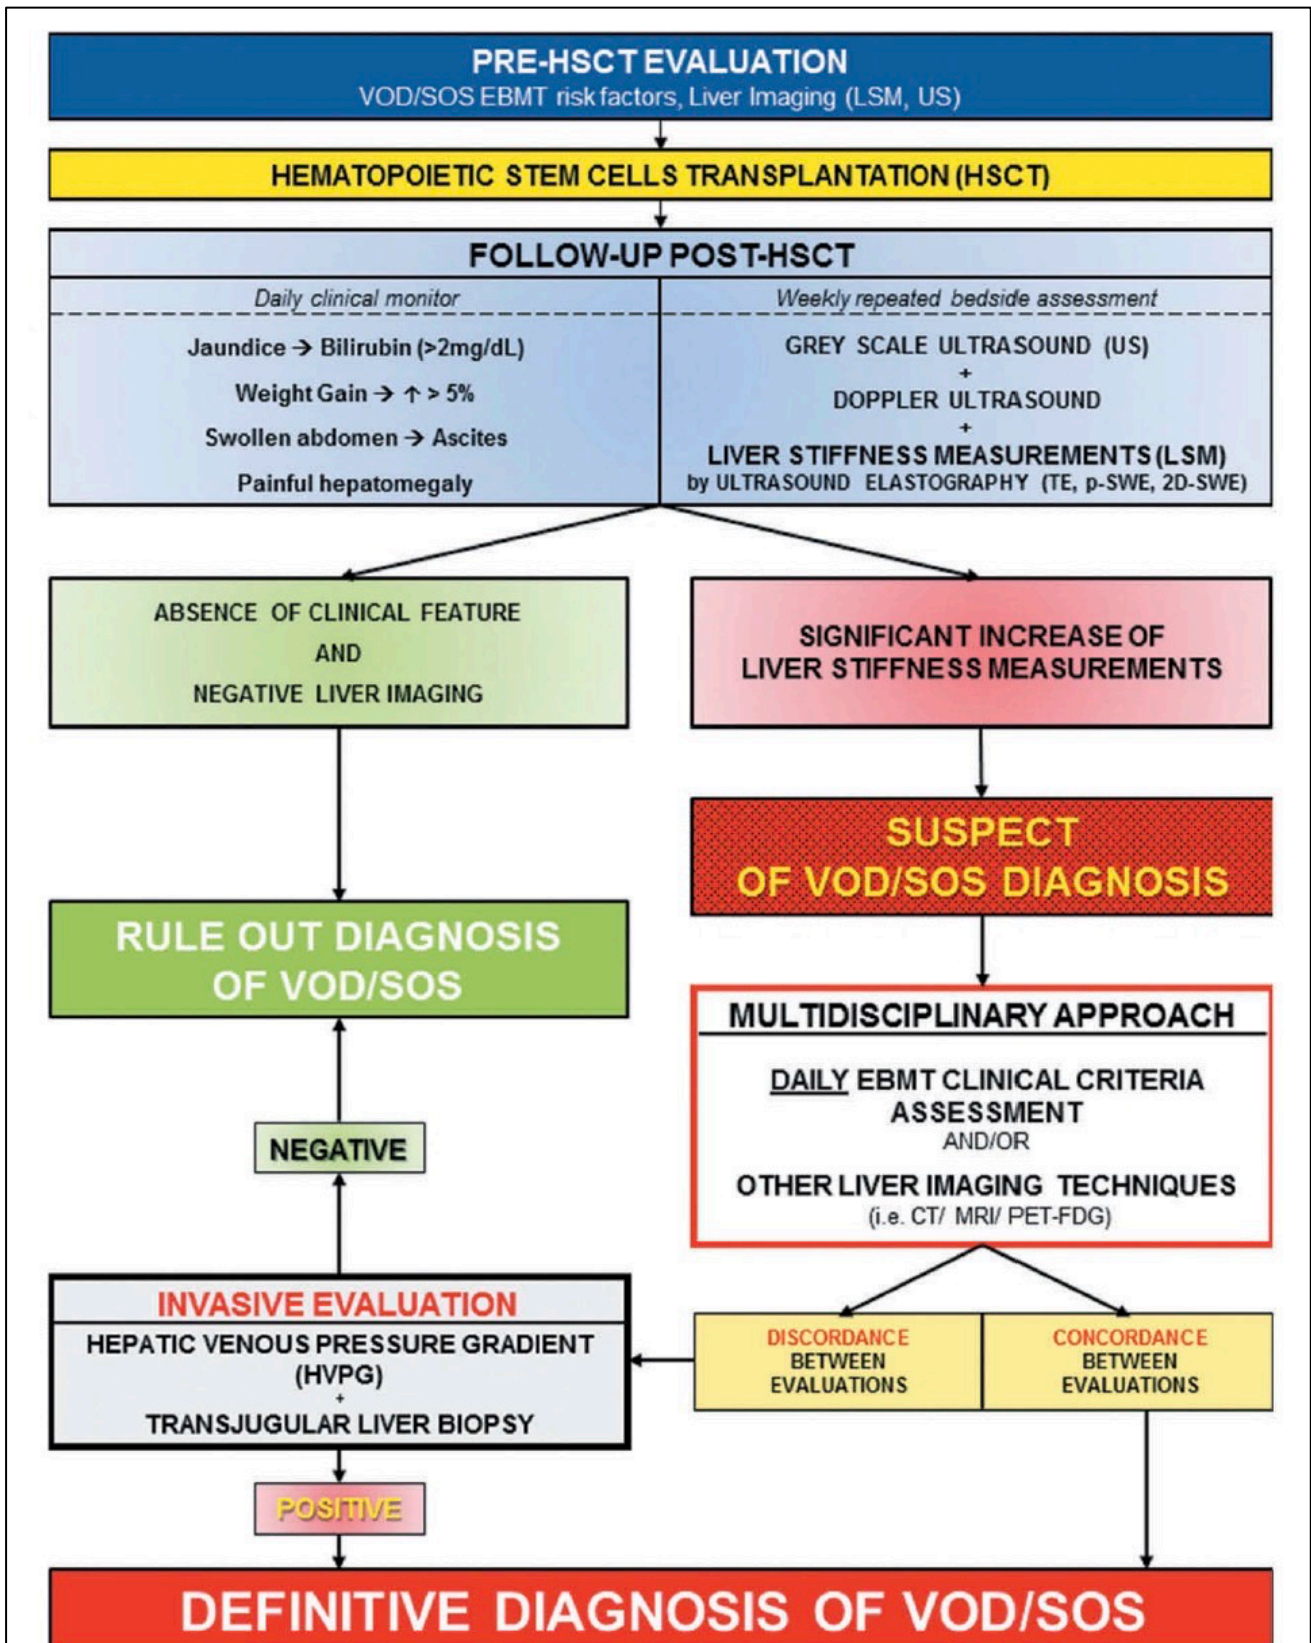 PRE-HSCT EVALUATION
VOD/SOS EBMT risk factors, Liver Imaging (LSM, US)
HEMATOPOIETIC STEM CELLS TRANSPLANTATION (HSCT)
FOLLOW-UP POST-HSCT
Daily clinical monitor
Jaundice → Bilirubin (>2mg/dL)
Weight Gain → ↑ > 5%
Swollen abdomen → Ascites
Painful hepatomegaly
Weekly repeated bedside assessment
GREY SCALE ULTRASOUND (US)
+
DOPPLER ULTRASOUND
+
LIVER STIFFNESS MEASUREMENTS (LSM)
by ULTRASOUND ELASTOGRAPHY (TE, p-SWE, 2D-SWE)
ABSENCE OF CLINICAL FEATURE
AND
NEGATIVE LIVER IMAGING
SIGNIFICANT INCREASE OF
LIVER STIFFNESS MEASUREMENTS
SUSPECT
OF VOD/SOS DIAGNOSIS
RULE OUT DIAGNOSIS
OF VOD/SOS
MULTIDISCIPLINARY APPROACH
DAILY EBMT CLINICAL CRITERIA
ASSESSMENT
AND/OR
OTHER LIVER IMAGING TECHNIQUES
(i.e. CT/ MRI/ PET-FDG)
NEGATIVE
INVASIVE EVALUATION
HEPATIC VENOUS PRESSURE GRADIENT
(HVPG)
+
TRANSJUGULAR LIVER BIOPSY
DISCORDANCE
BETWEEN
EVALUATIONS
CONCORDANCE
BETWEEN
EVALUATIONS
POSITIVE
DEFINITIVE DIAGNOSIS OF VOD/SOS